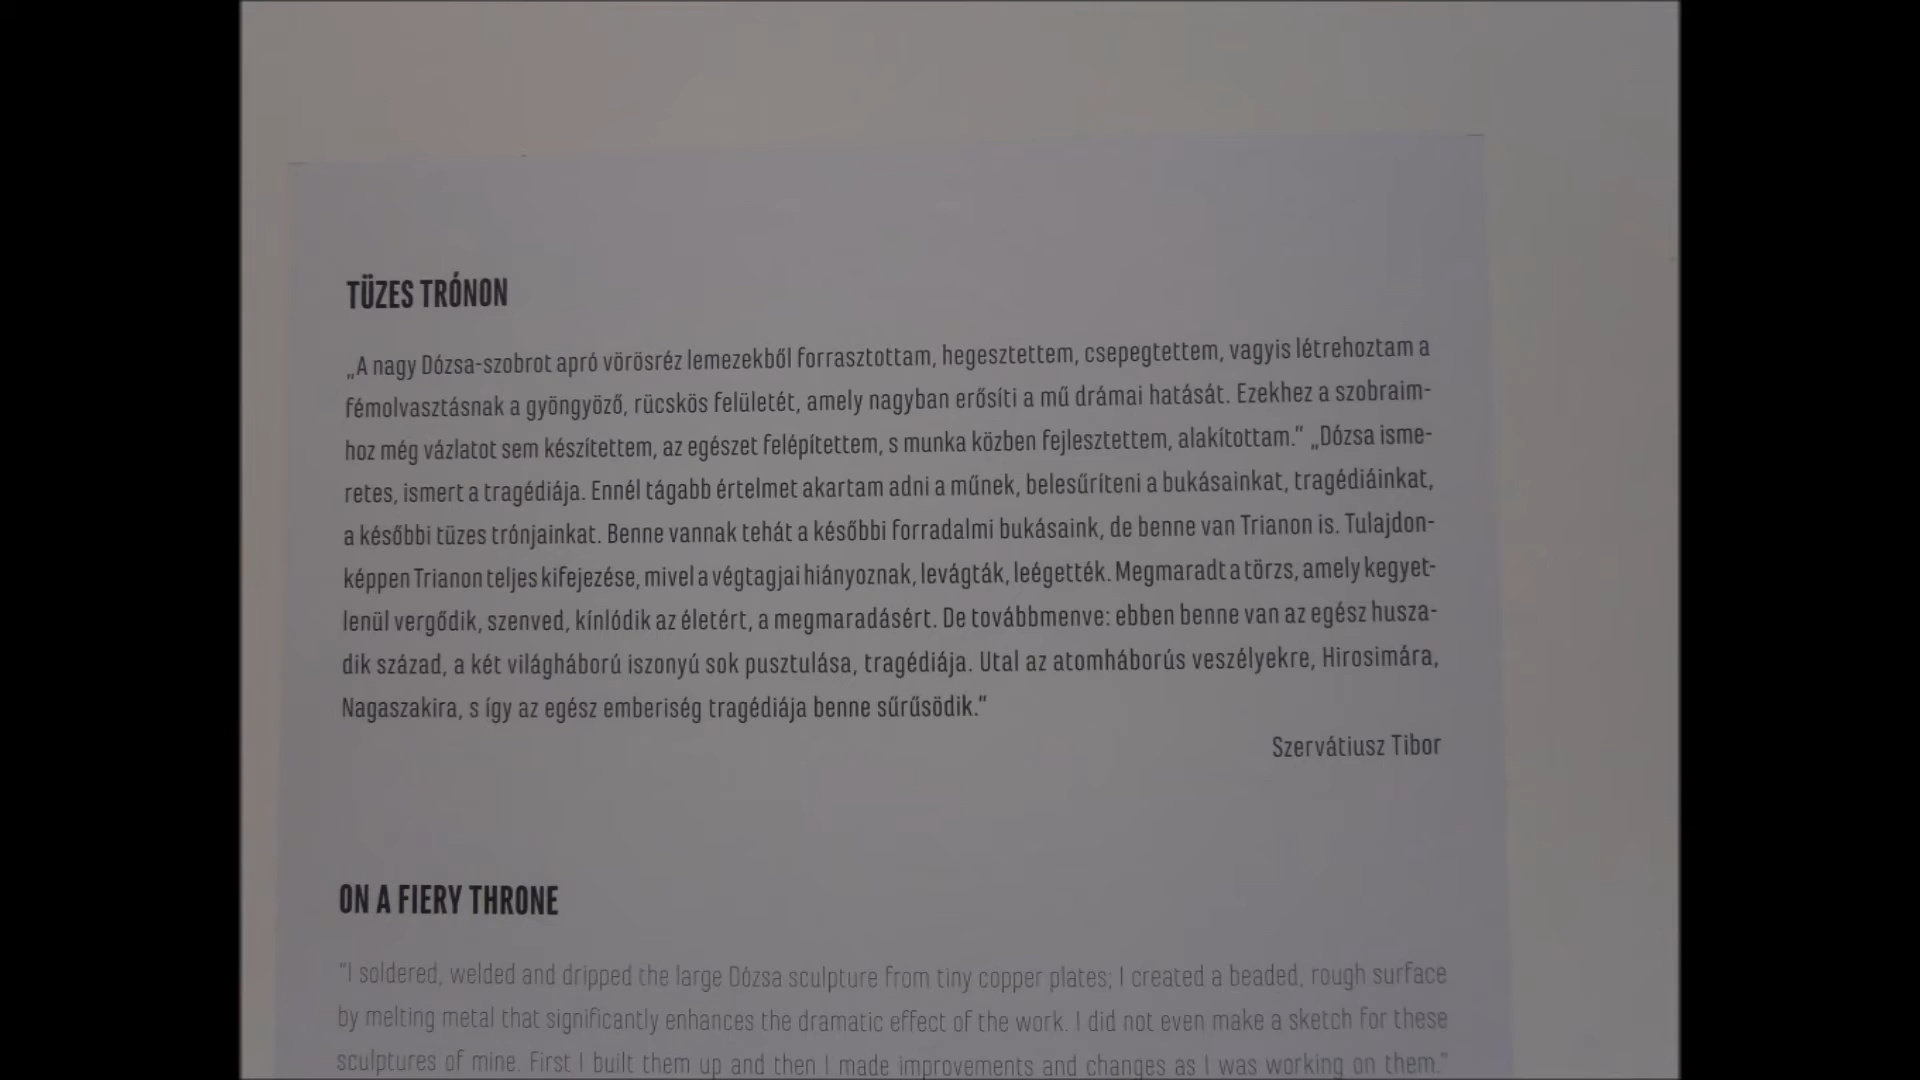 TÜZES TRÓNON
„A nagy Dózsa-szobrot apró vörösréz lemezekből forrasztottam, hegesztettem, csepegtettem, vagyis létrehoztam a
fémolvasztásnak a gyöngyöző, rücskös felületét, amely nagyban erősíti a mű drámai hatását. Ezekhez a szobraim-
hoz még vázlatot sem készítettem, az egészet felépítettem, s munka közben fejlesztettem, alakítottam.” „Dózsa isme-
retes, ismert a tragédiája. Ennél tágabb értelmet akartam adni a műnek, belesűríteni a bukásainkat, tragédiáinkat,
a későbbi tüzes trónjainkat. Benne vannak tehát a későbbi forradalmi bukásaink, de benne van Trianon is. Tulajdon-
képpen Trianon teljes kifejezése, mivel a végtagjai hiányoznak, levágták, leégették. Megmaradt a törzs, amely kegyet-
lenül vergődik, szenved, kínlódik az életért, a megmaradásért. De továbbmenve: ebben benne van az egész husza-
dik század, a két világháború iszonyú sok pusztulása, tragédiája. Utal az atomháborús veszélyekre, Hirosimára,
Nagaszakira, s így az egész emberiség tragédiája benne sűrűsödik.”
Szervátiusz Tibor
ON A FIERY THRONE
"I soldered, welded and dripped the large Dózsa sculpture from tiny copper plates; I created a beaded, rough surface
by melting metal that significantly enhances the dramatic effect of the work. I did not even make a sketch for these
sculptures of mine. First I built them up and then I made improvements and changes as I was working on them."